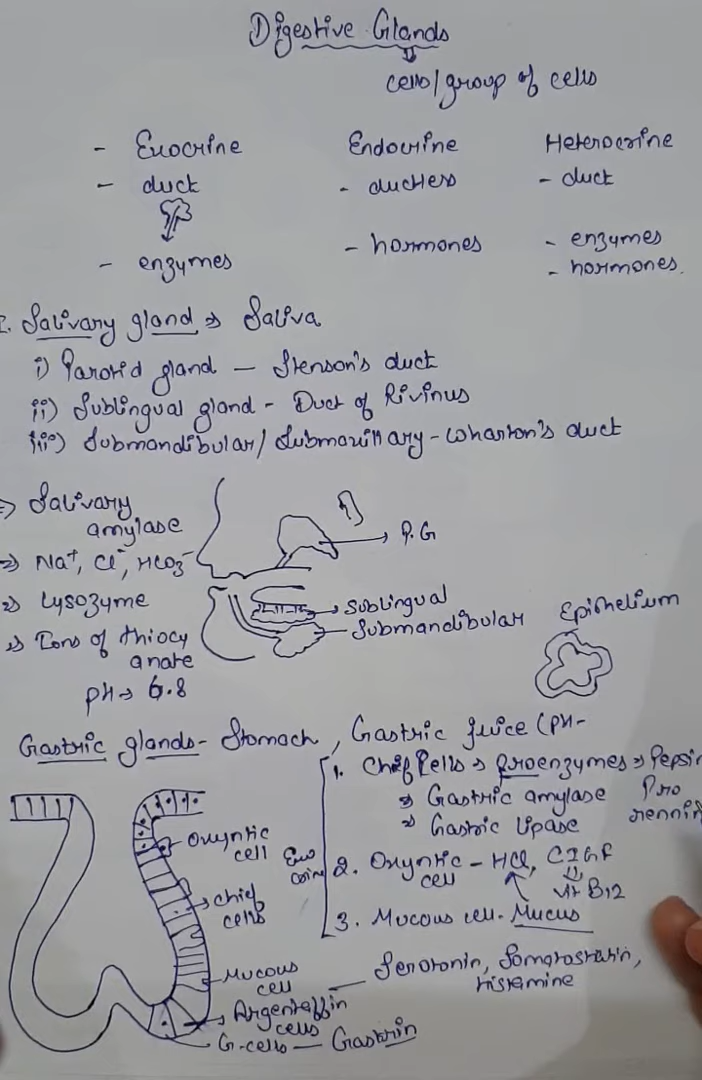 Digestive Glands
cells/group of cells
- Exocrine Endocrine Heterocrine
- duct - ductless - duct
- enzymes - hormones - enzymes
- hormones.
I. Salivary gland → Saliva
i) Parotid gland - Stenson's duct
ii) Sublingual gland - Duct of Rivinus
iii) Submandibular/Submaxillary - Wharton's duct
→ Salivary
amylase
→ Na⁺, Cl⁻, HCO₃⁻
→ Lysozyme
→ Ions of thiocy
anate
pH → 6.8
P.G
Sublingual
Submandibular
Epithelium
Gastric glands - Stomach, Gastric juice (pH-
1. Chief Cells → proenzymes → Pepsin
→ Gastric amylase Pro
→ Gastric lipase rennin
Exo
crine
2. Oxyntic - HCl, CIGF
cell Vit B12
3. Mucous cell - Mucus
Oxyntic
cell
chief
cells
Mucous
cell
Argentaffin
cells
- Serotonin, Somatostatin,
Histamine
G-cells - Gastrin